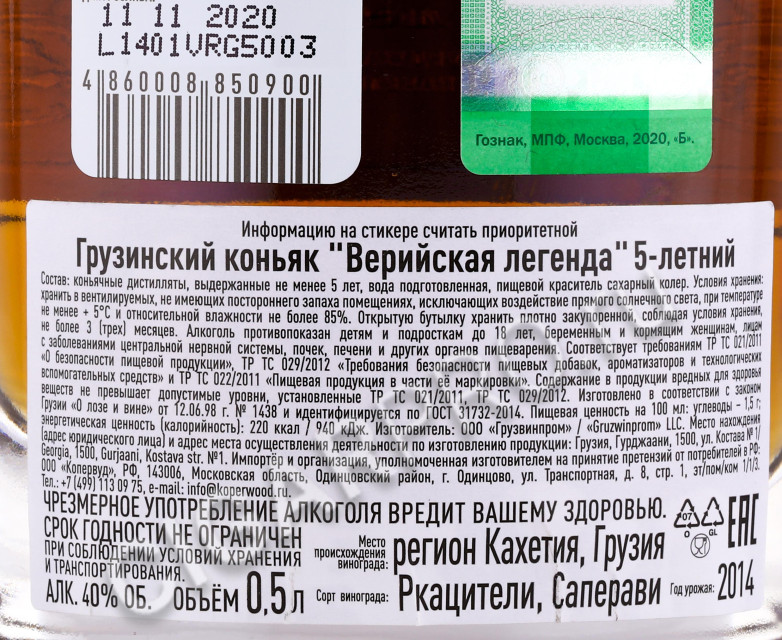 11 11 2020
L1401VRG5003
4 860008 850900
Гознак, МПФ, Москва, 2020, «Б».
Информацию на стикере считать приоритетной
Грузинский коньяк "Верийская легенда" 5-летний
Состав: коньячные дистилляты, выдержанные не менее 5 лет, вода подготовленная, пищевой краситель сахарный колер. Условия хранения:
хранить в вентилируемых, не имеющих постороннего запаха помещениях, исключающих воздействие прямого солнечного света, при температуре
не менее + 5°С и относительной влажности не более 85%. Открытую бутылку хранить плотно закупоренной, соблюдая условия хранения,
не более 3 (трех) месяцев. Алкоголь противопоказан детям и подросткам до 18 лет, беременным и кормящим женщинам, лицам
с заболеваниями центральной нервной системы, почек, печени и других органов пищеварения. Соответствует требованиям ТР ТС 021/2011
«О безопасности пищевой продукции», ТР ТС 029/2012 «Требования безопасности пищевых добавок, ароматизаторов и технологических
вспомогательных средств» и ТР ТС 022/2011 «Пищевая продукция в части её маркировки». Содержание в продукции вредных для здоровья
веществ не превышает допустимые уровни, установленные ТР ТС 021/2011, ТР ТС 029/2012. Изготовлено в соответствии с законом
Грузии «О лозе и вине» от 12.06.98 г. № 1438 и идентифицируется по ГОСТ 31732-2014. Пищевая ценность на 100 мл: углеводы – 1,5 г;
энергетическая ценность (калорийность): 220 ккал / 940 кДж. Изготовитель: ООО «Грузвинпром» / «Gruzwinprom» LLC. Место нахождения
(адрес юридического лица) и адрес места осуществления деятельности по изготовлению продукции: Грузия, Гурджаани, 1500, ул. Костава № 1/
Georgia, 1500, Gurjaani, Kostava str. №1. Импортёр и организация, уполномоченная изготовителем на принятие претензий от потребителей в РФ:
ООО «Копервуд», РФ, 143006, Московская область, Одинцовский район, г. Одинцово, ул. Транспортная, д. 8, стр. 1, эт/пом/ком 1/1/3.
Тел.: +7 (499) 113 09 75, e-mail: info@koperwood.ru.
ЧРЕЗМЕРНОЕ УПОТРЕБЛЕНИЕ АЛКОГОЛЯ ВРЕДИТ ВАШЕМУ ЗДОРОВЬЮ.
СРОК ГОДНОСТИ НЕ ОГРАНИЧЕН
ПРИ СОБЛЮДЕНИИ УСЛОВИЙ ХРАНЕНИЯ
И ТРАНСПОРТИРОВАНИЯ.
АЛК. 40% ОБ. ОБЪЁМ 0,5 Л
Место
происхождения
винограда:
регион Кахетия, Грузия
Сорт винограда: Ркацители, Саперави
Год урожая: 2014
07
O
GL
ЕАС